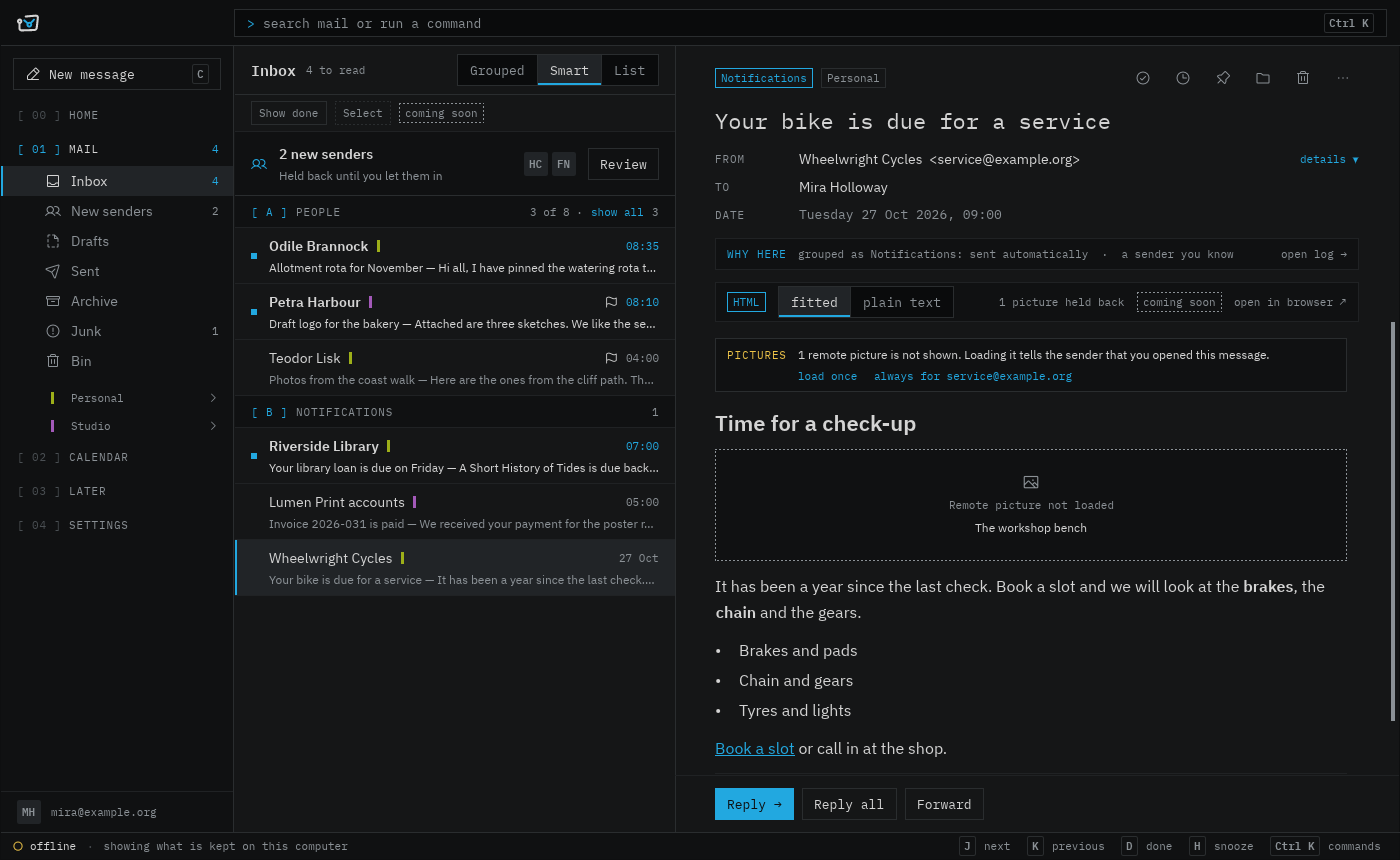 > search mail or run a command Ctrl K
New message C
[ 00 ] HOME
[ 01 ] MAIL 4
Inbox 4
New senders 2
Drafts
Sent
Archive
Junk 1
Bin
Personal
Studio
[ 02 ] CALENDAR
[ 03 ] LATER
[ 04 ] SETTINGS
MH mira@example.org
Inbox 4 to read Grouped Smart List
Show done Select coming soon
2 new senders
Held back until you let them in
HC FN Review
[ A ] PEOPLE 3 of 8 · show all 3
Odile Brannock 08:35
Allotment rota for November — Hi all, I have pinned the watering rota t…
Petra Harbour 08:10
Draft logo for the bakery — Attached are three sketches. We like the se…
Teodor Lisk 04:00
Photos from the coast walk — Here are the ones from the cliff path. Th…
[ B ] NOTIFICATIONS 1
Riverside Library 07:00
Your library loan is due on Friday — A Short History of Tides is due back…
Lumen Print accounts 05:00
Invoice 2026-031 is paid — We received your payment for the poster r…
Wheelwright Cycles 27 Oct
Your bike is due for a service — It has been a year since the last check.…
Notifications Personal
Your bike is due for a service
FROM Wheelwright Cycles <service@example.org> details ▾
TO Mira Holloway
DATE Tuesday 27 Oct 2026, 09:00
WHY HERE grouped as Notifications: sent automatically · a sender you know open log →
HTML fitted plain text 1 picture held back coming soon open in browser ↗
PICTURES 1 remote picture is not shown. Loading it tells the sender that you opened this message.
load once always for service@example.org
Time for a check-up
Remote picture not loaded
The workshop bench
It has been a year since the last check. Book a slot and we will look at the brakes, the
chain and the gears.
• Brakes and pads
• Chain and gears
• Tyres and lights
Book a slot or call in at the shop.
Reply → Reply all Forward
offline · showing what is kept on this computer J next K previous D done H snooze Ctrl K commands